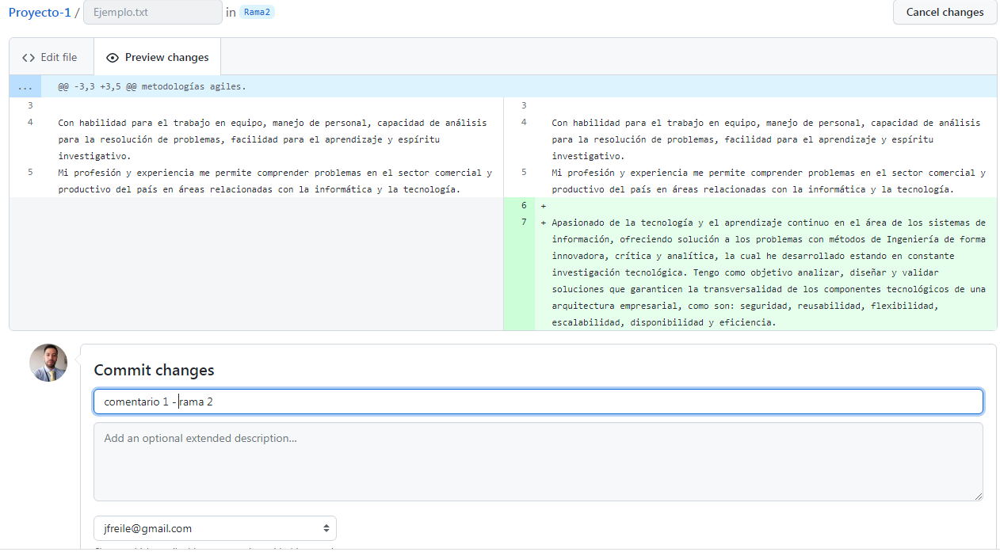 Proyecto-1 / Ejemplo.txt in Rama2 Cancel changes
<> Edit file Preview changes
... @@ -3,3 +3,5 @@ metodologías agiles.
3
4 Con habilidad para el trabajo en equipo, manejo de personal, capacidad de análisis
para la resolución de problemas, facilidad para el aprendizaje y espíritu
investigativo.
5 Mi profesión y experiencia me permite comprender problemas en el sector comercial y
productivo del país en áreas relacionadas con la informática y la tecnología.
3
4 Con habilidad para el trabajo en equipo, manejo de personal, capacidad de análisis
para la resolución de problemas, facilidad para el aprendizaje y espíritu
investigativo.
5 Mi profesión y experiencia me permite comprender problemas en el sector comercial y
productivo del país en áreas relacionadas con la informática y la tecnología.
6 +
7 + Apasionado de la tecnología y el aprendizaje continuo en el área de los sistemas de
información, ofreciendo solución a los problemas con métodos de Ingeniería de forma
innovadora, crítica y analítica, la cual he desarrollado estando en constante
investigación tecnológica. Tengo como objetivo analizar, diseñar y validar
soluciones que garanticen la transversalidad de los componentes tecnológicos de una
arquitectura empresarial, como son: seguridad, reusabilidad, flexibilidad,
escalabilidad, disponibilidad y eficiencia.
Commit changes
comentario 1 - rama 2
Add an optional extended description...
jfreile@gmail.com